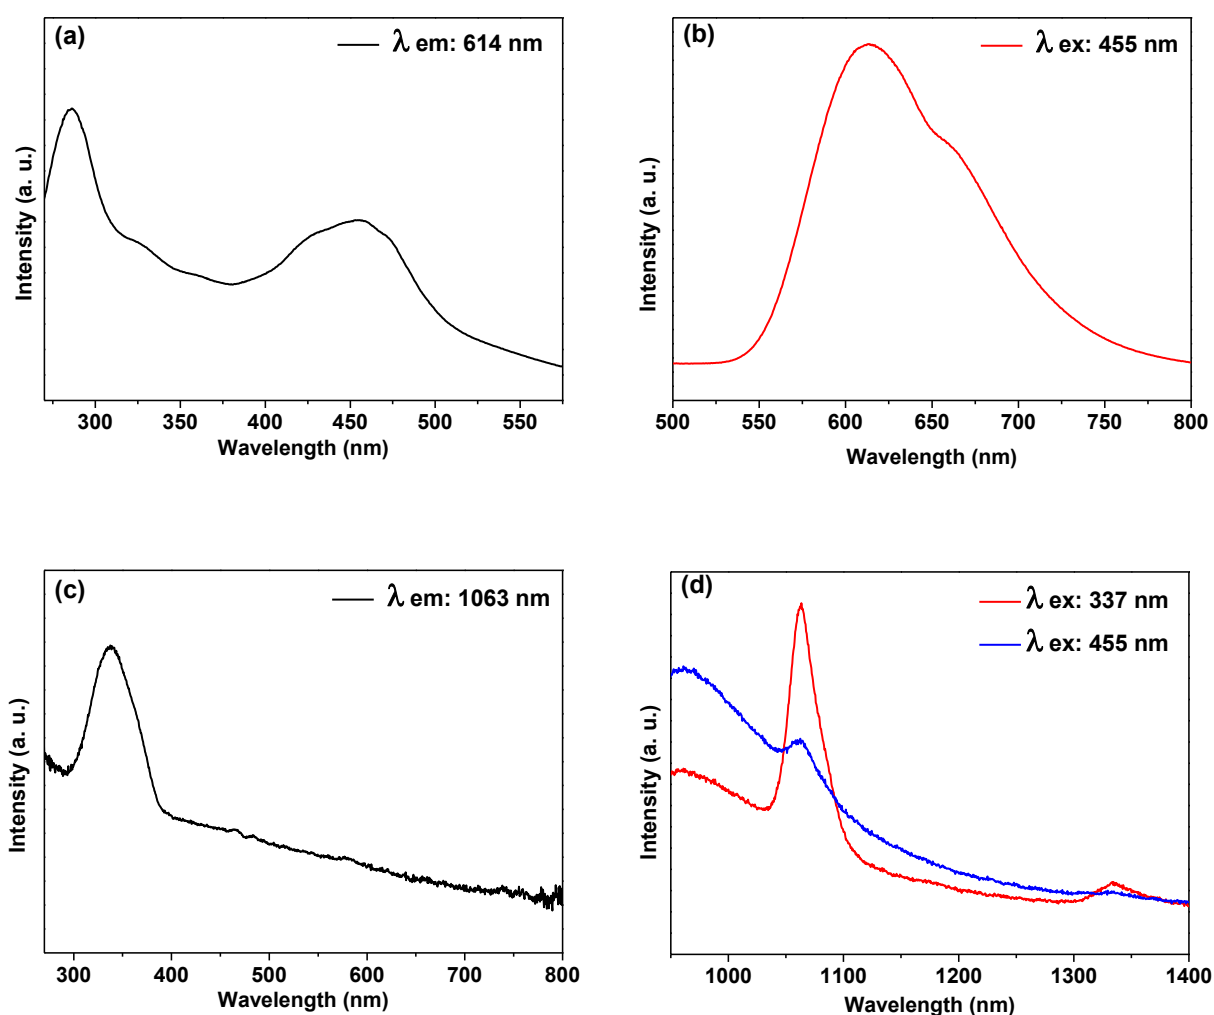 (a)
λ em: 614 nm
Intensity (a. u.)
300 350 400 450 500 550
Wavelength (nm)
(b)
λ ex: 455 nm
Intensity (a. u.)
500 550 600 650 700 750 800
Wavelength (nm)
(c)
λ em: 1063 nm
Intensity (a. u.)
300 400 500 600 700 800
Wavelength (nm)
(d)
λ ex: 337 nm
λ ex: 455 nm
Intensity (a. u.)
1000 1100 1200 1300 1400
Wavelength (nm)